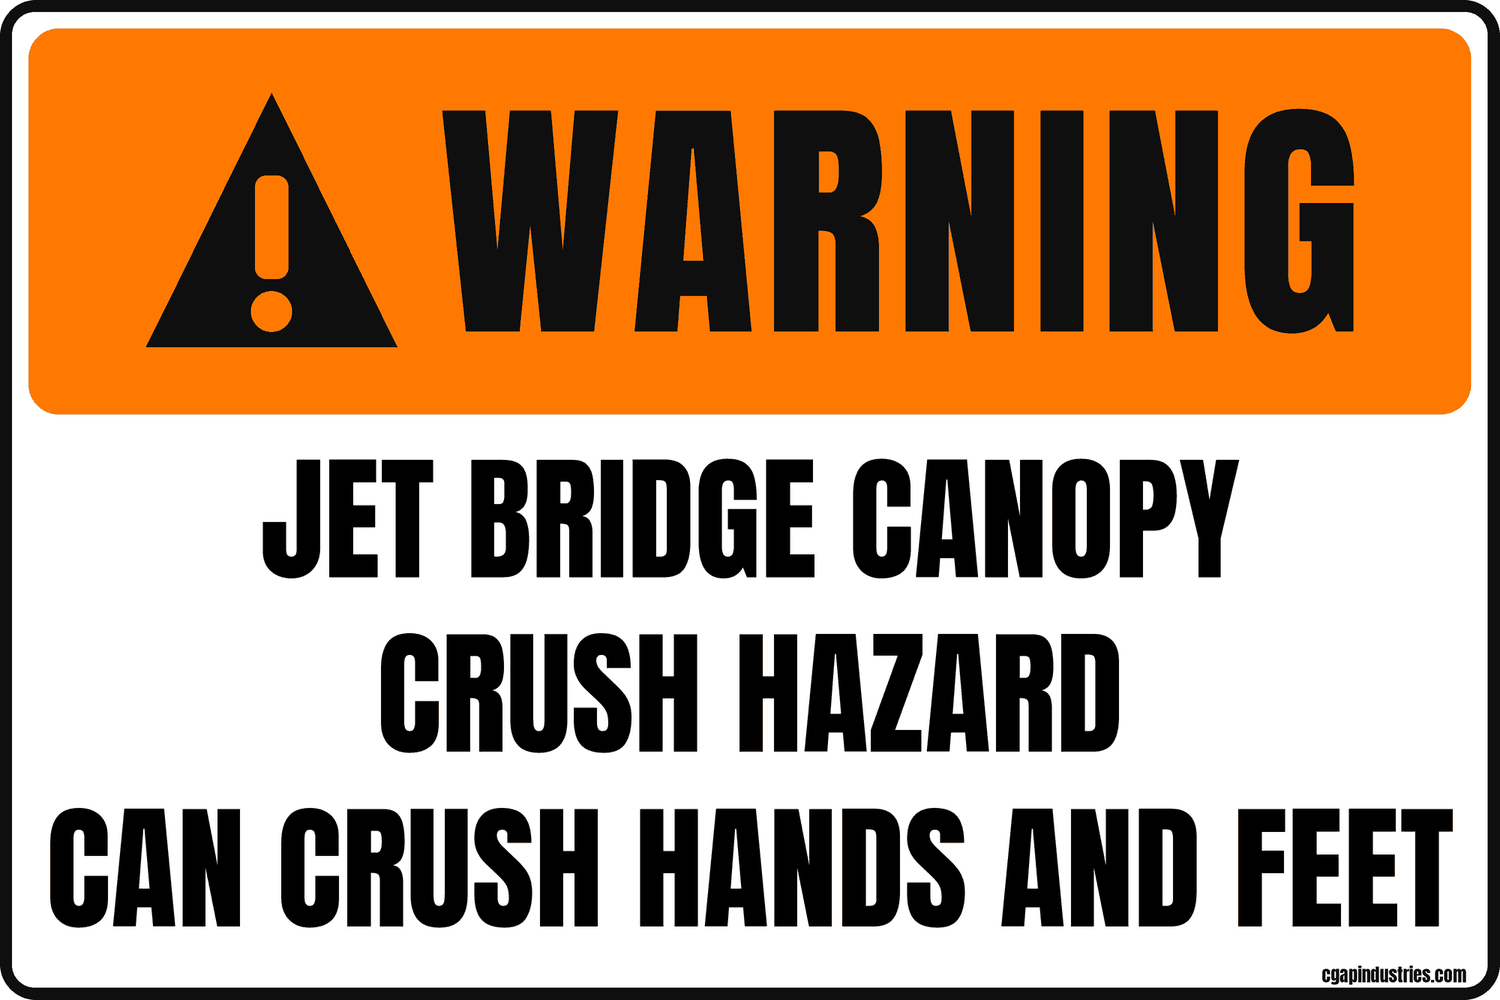 WARNING
JET BRIDGE CANOPY
CRUSH HAZARD
CAN CRUSH HANDS AND FEET
cgapindustries.com